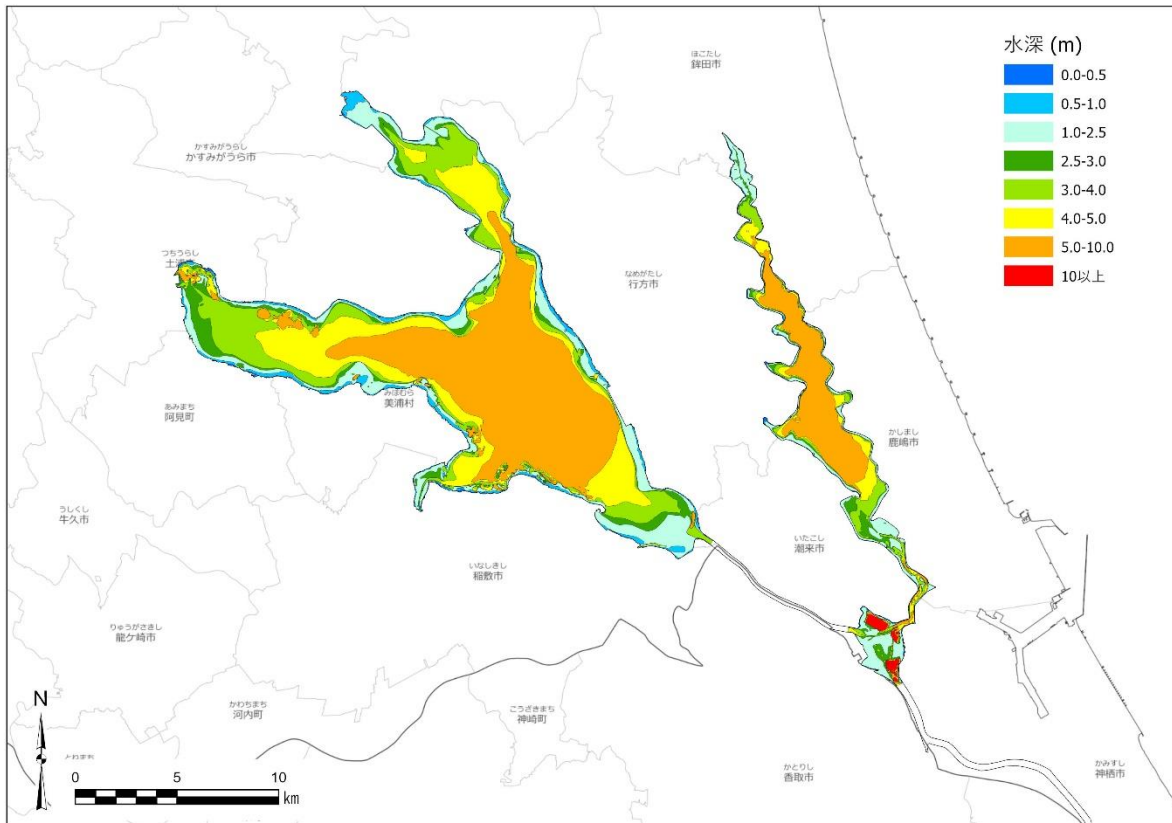 水深 (m)
0.0-0.5
0.5-1.0
1.0-2.5
2.5-3.0
3.0-4.0
4.0-5.0
5.0-10.0
10以上
ほこたし
鉾田市
かすみがうらし
かすみがうら市
つちうらし
土浦
なめがたし
行方市
みほむら
美浦村
あみまち
阿見町
かしまし
鹿嶋市
うしくし
牛久市
いたこし
潮来市
いなしきし
稲敷市
りゅうがさきし
龍ケ崎市
かわちまち
河内町
こうざきまち
神崎町
かとりし
香取市
かみすし
神栖市
N
0 5 10
km